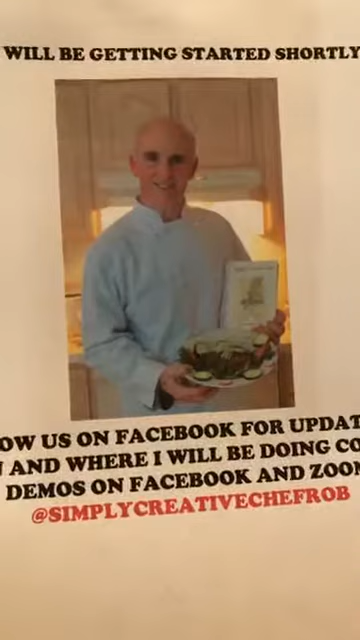 WILL BE GETTING STARTED SHORTLY
OW US ON FACEBOOK FOR UPDAT
AND WHERE I WILL BE DOING CO
DEMOS ON FACEBOOK AND ZOOM
@SIMPLYCREATIVECHEFROB